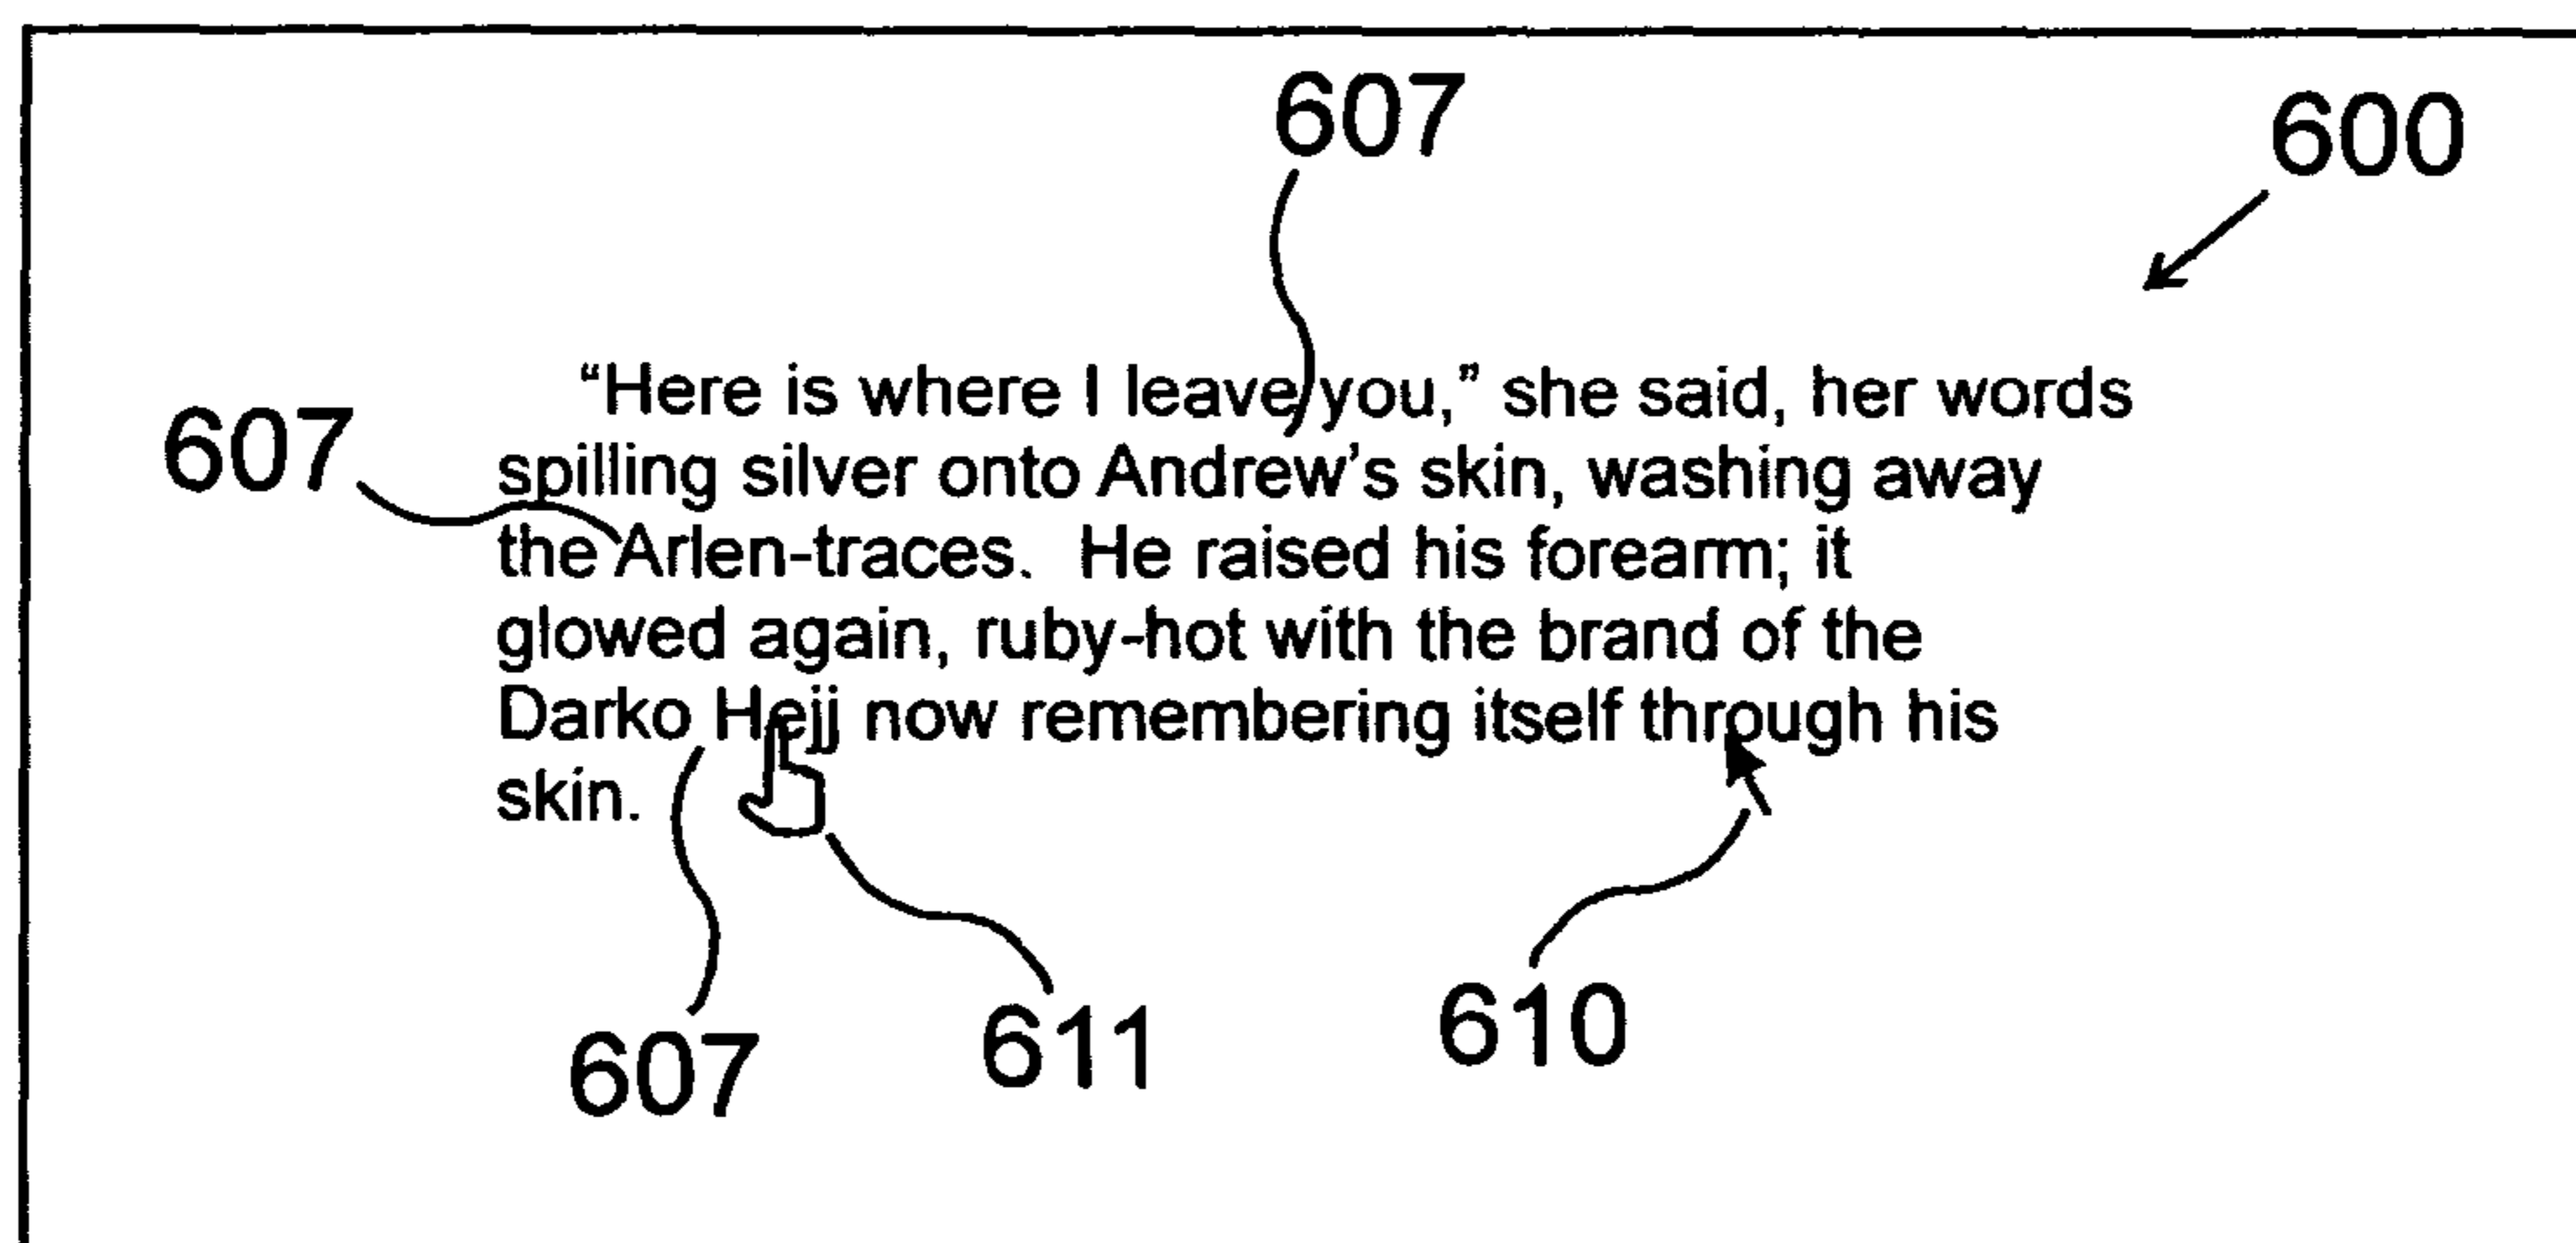 607
600
“Here is where I leave you,” she said, her words
607
spilling silver onto Andrew’s skin, washing away
the Arlen-traces. He raised his forearm; it
glowed again, ruby-hot with the brand of the
Darko Hejj now remembering itself through his
skin.
607
611
610